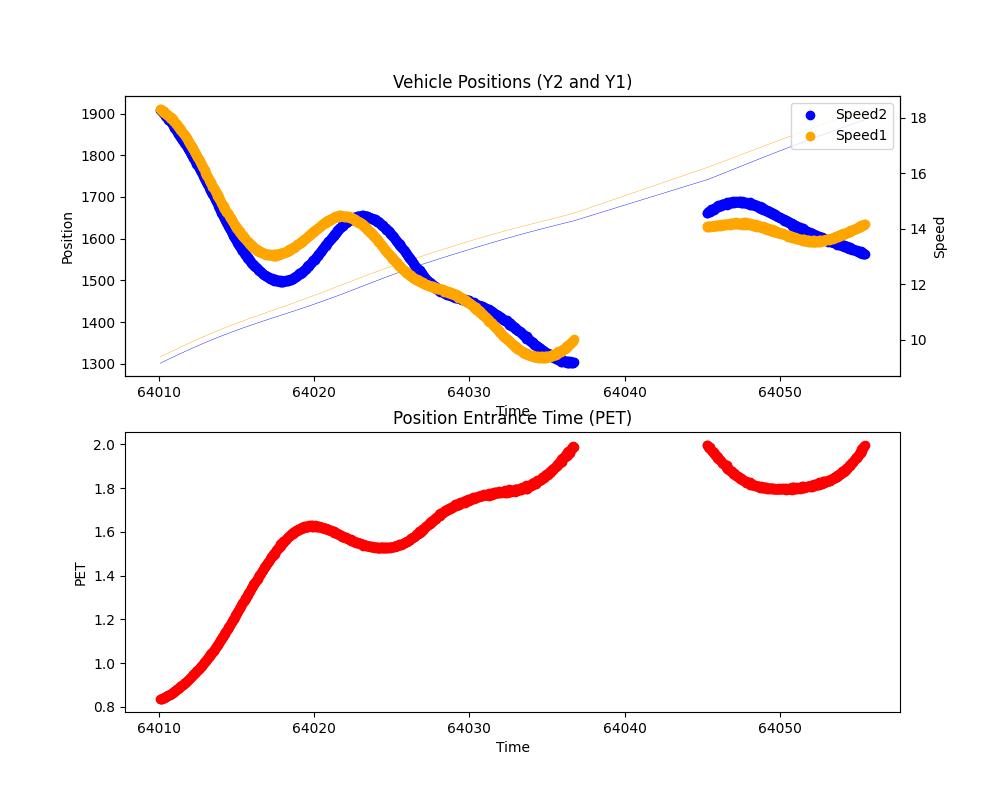 Vehicle Positions (Y2 and Y1)
Speed2
Speed1
1900
1800
1700
1600
1500
1400
1300
Position
18
16
14
12
10
Speed
64010 64020 64030 64040 64050
Time
Position Entrance Time (PET)
2.0
1.8
1.6
1.4
1.2
1.0
0.8
PET
64010 64020 64030 64040 64050
Time